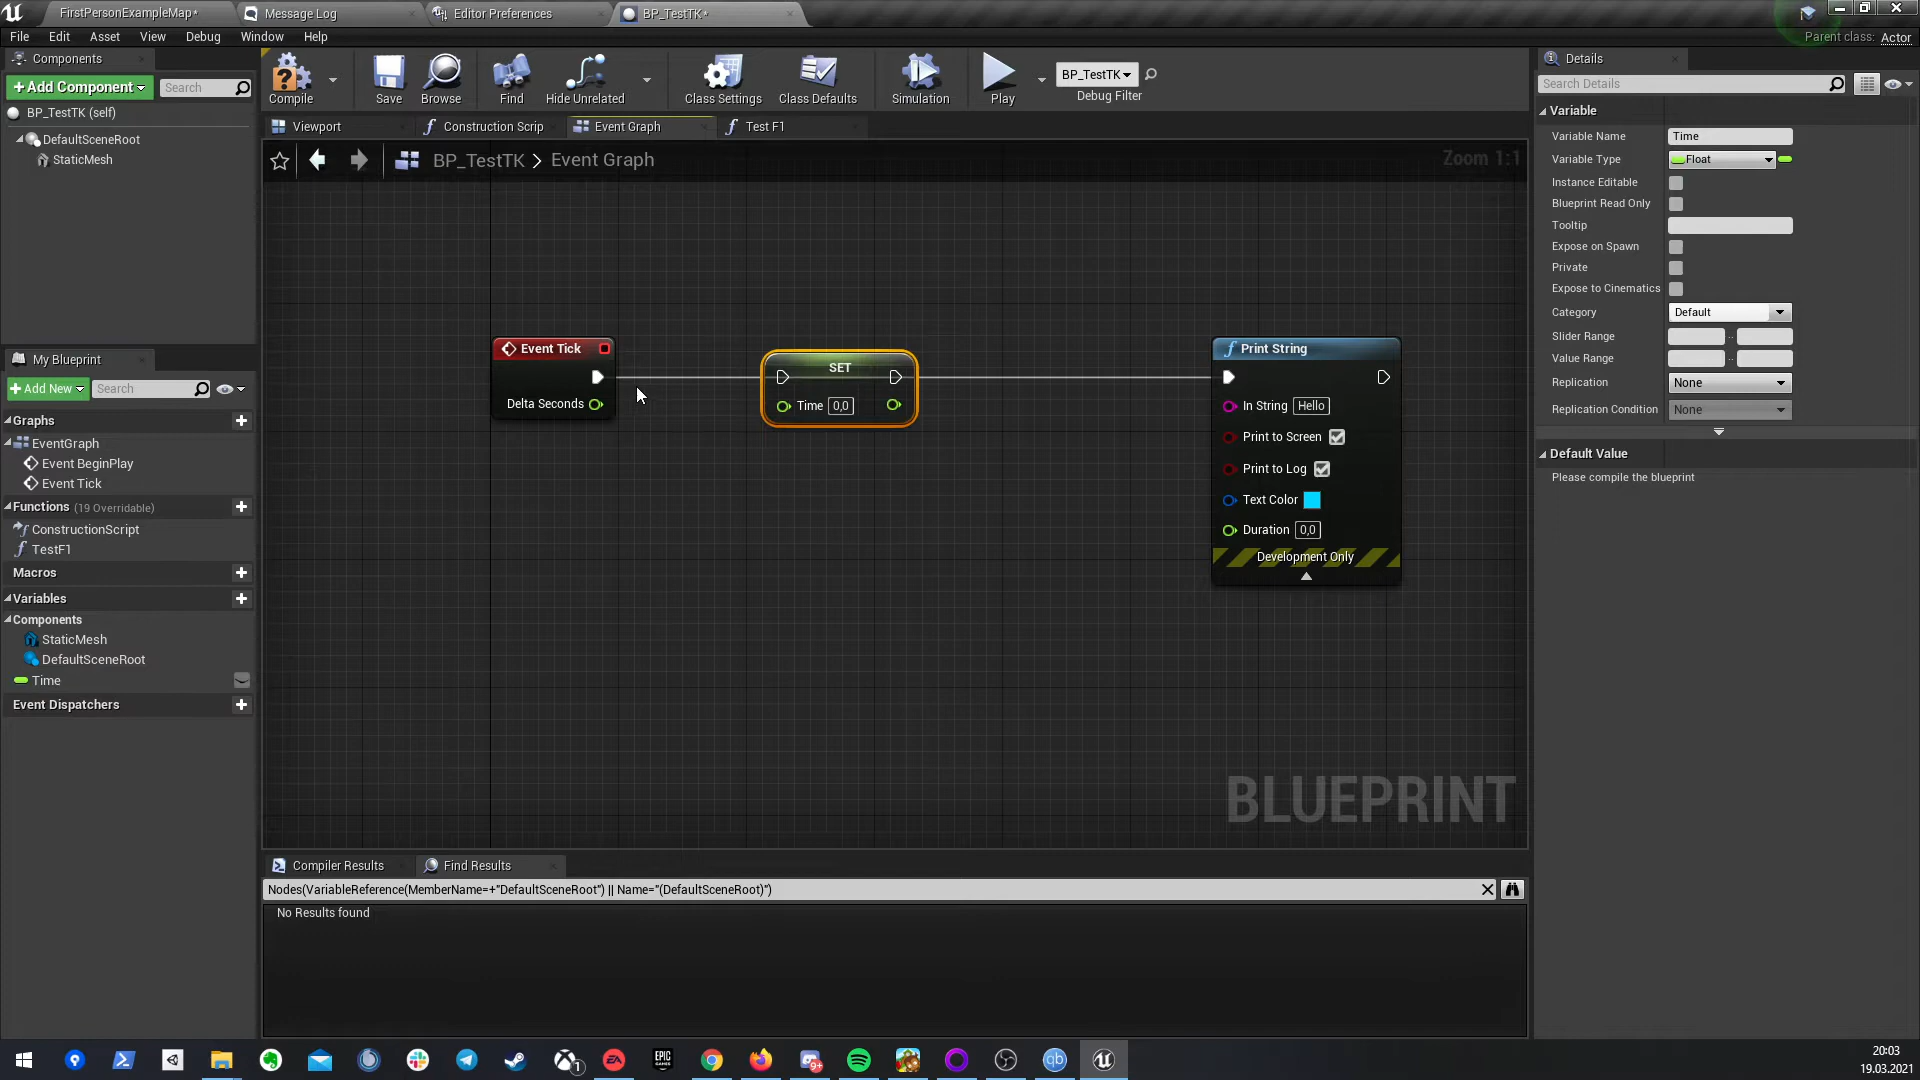 FirstPersonExampleMap*
Message Log
Editor Preferences
BP_TestTK*
File Edit Asset View Debug Window Help
Parent class: Actor
Components
+Add Component
Search
BP_TestTK (self)
DefaultSceneRoot
StaticMesh
Compile
Save
Browse
Find
Hide Unrelated
Class Settings
Class Defaults
Simulation
Play
BP_TestTK
Debug Filter
Viewport
Construction Scrip
Event Graph
Test F1
BP_TestTK > Event Graph
Zoom 1:1
Event Tick
Delta Seconds
SET
Time 0,0
Print String
In String Hello
Print to Screen
Print to Log
Text Color
Duration 0,0
Development Only
BLUEPRINT
My Blueprint
+Add New
Search
Graphs
EventGraph
Event BeginPlay
Event Tick
Functions (19 Overridable)
ConstructionScript
TestF1
Macros
Variables
Components
StaticMesh
DefaultSceneRoot
Time
Event Dispatchers
Compiler Results
Find Results
Nodes(VariableReference(MemberName=+"DefaultSceneRoot") || Name="(DefaultSceneRoot)")
No Results found
Details
Search Details
Variable
Variable Name Time
Variable Type Float
Instance Editable
Blueprint Read Only
Tooltip
Expose on Spawn
Private
Expose to Cinematics
Category Default
Slider Range
Value Range
Replication None
Replication Condition None
Default Value
Please compile the blueprint
1
EA
EPIC GAMES
9+
qb
20:03
19.03.2021